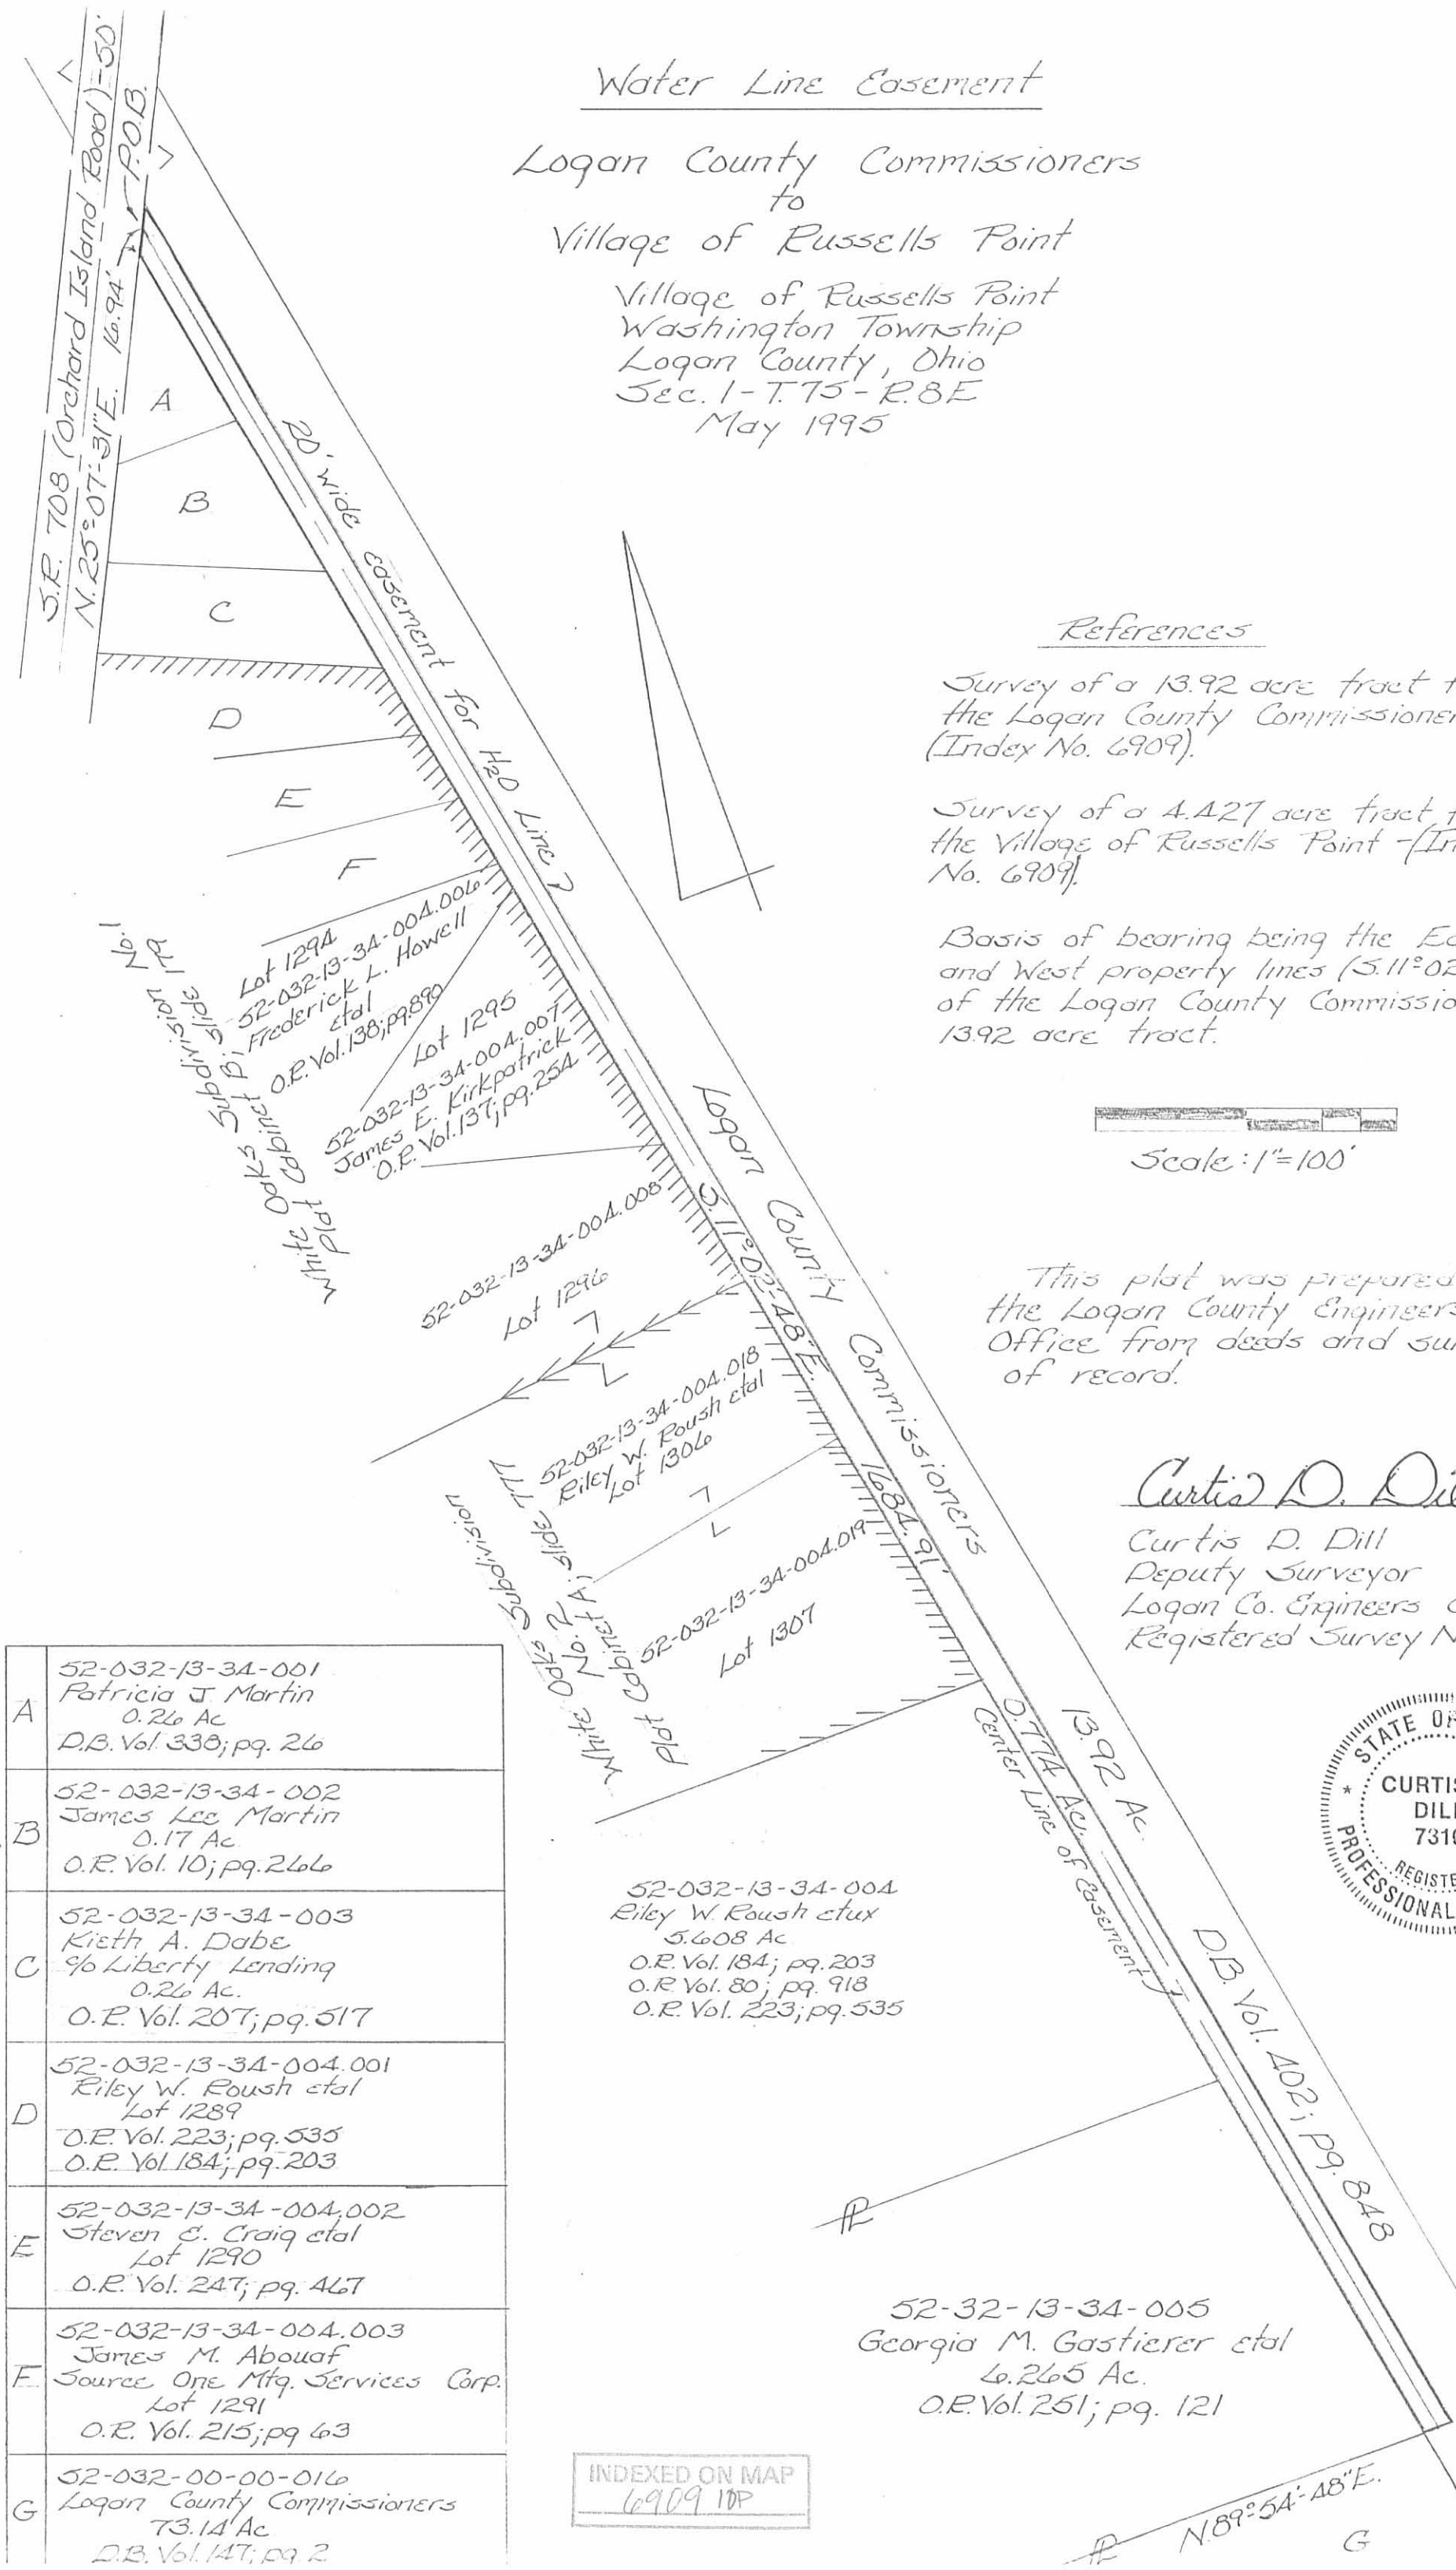 Water Line Easement
Logan County Commissioners
to
Village of Russells Point
Village of Russells Point
Washington Township
Logan County, Ohio
Sec. 1-T.7S-R.8E
May 1995
S.R. 708 (Orchard Island Road)-50'
N.25°-07'-31"E. 16.94'
P.O.B.
A
B
C
D
E
F
20' wide easement for H2O Line
References
Survey of a 13.92 acre tract
the Logan County Commissioner
(Index No. 6909).
Survey of a 4.427 acre tract
the Village of Russells Point -(In
No. 6909).
Basis of bearing being the Ea
and West property lines (S.11°02
of the Logan County Commissio
13.92 acre tract.
Scale: 1"=100'
This plat was prepared
the Logan County Engineers
Office from deeds and su
of record.
Curtis D. Dil
Curtis D. Dill
Deputy Surveyor
Logan Co. Engineers
Registered Survey N
STATE OF
CURTIS
DILL
7310
REGISTE
PROFESSIONAL
White Oaks Subdivision No.1
Plat Cabinet B; slide 179
Lot 1294
52-032-13-34-004.006
Frederick L. Howell
etal
O.R. Vol. 138; pg. 890
Lot 1295
52-032-13-34-004.007
James E. Kirkpatrick
O.R. Vol. 137; pg. 254
52-032-13-34-004.008
Lot 1296
Logan County Commissioners
S.11°-02'-48"E. 1684.91'
52-032-13-34-004.018
Riley W. Roush etal
Lot 1306
White Oaks Subdivision
No. 2
Plat Cabinet A; slide 777
52-032-13-34-004.019
Lot 1307
0.774 Ac.
Center Line of Easement
13.92 Ac.
D.B. Vol. 402; pg. 848
52-032-13-34-004
Riley W. Roush etux
5.608 Ac
O.R. Vol. 184; pg. 203
O.R. Vol. 80; pg. 918
O.R. Vol. 223; pg. 535
PL
52-32-13-34-005
Georgia M. Gastierer etal
6.265 Ac.
O.R. Vol. 251; pg. 121
PL N.89°-54'-48"E.
G
A
52-032-13-34-001
Patricia J. Martin
0.26 Ac
D.B. Vol. 338; pg. 26
B
52-032-13-34-002
James Lee Martin
0.17 Ac
O.R. Vol. 10; pg. 266
C
52-032-13-34-003
Kieth A. Dabe
c/o Liberty Lending
0.26 Ac.
O.R. Vol. 207; pg. 517
D
52-032-13-34-004.001
Riley W. Roush etal
Lot 1289
O.R. Vol. 223; pg. 535
O.R. Vol 184; pg. 203
E
52-032-13-34-004.002
Steven E. Craig etal
Lot 1290
O.R. Vol. 247; pg. 467
F
52-032-13-34-004.003
James M. Abouaf
Source One Mtg. Services Corp.
Lot 1291
O.R. Vol. 215; pg 63
G
52-032-00-00-016
Logan County Commissioners
73.14 Ac
D.B. Vol. 147; pg 2
INDEXED ON MAP
6909 10P